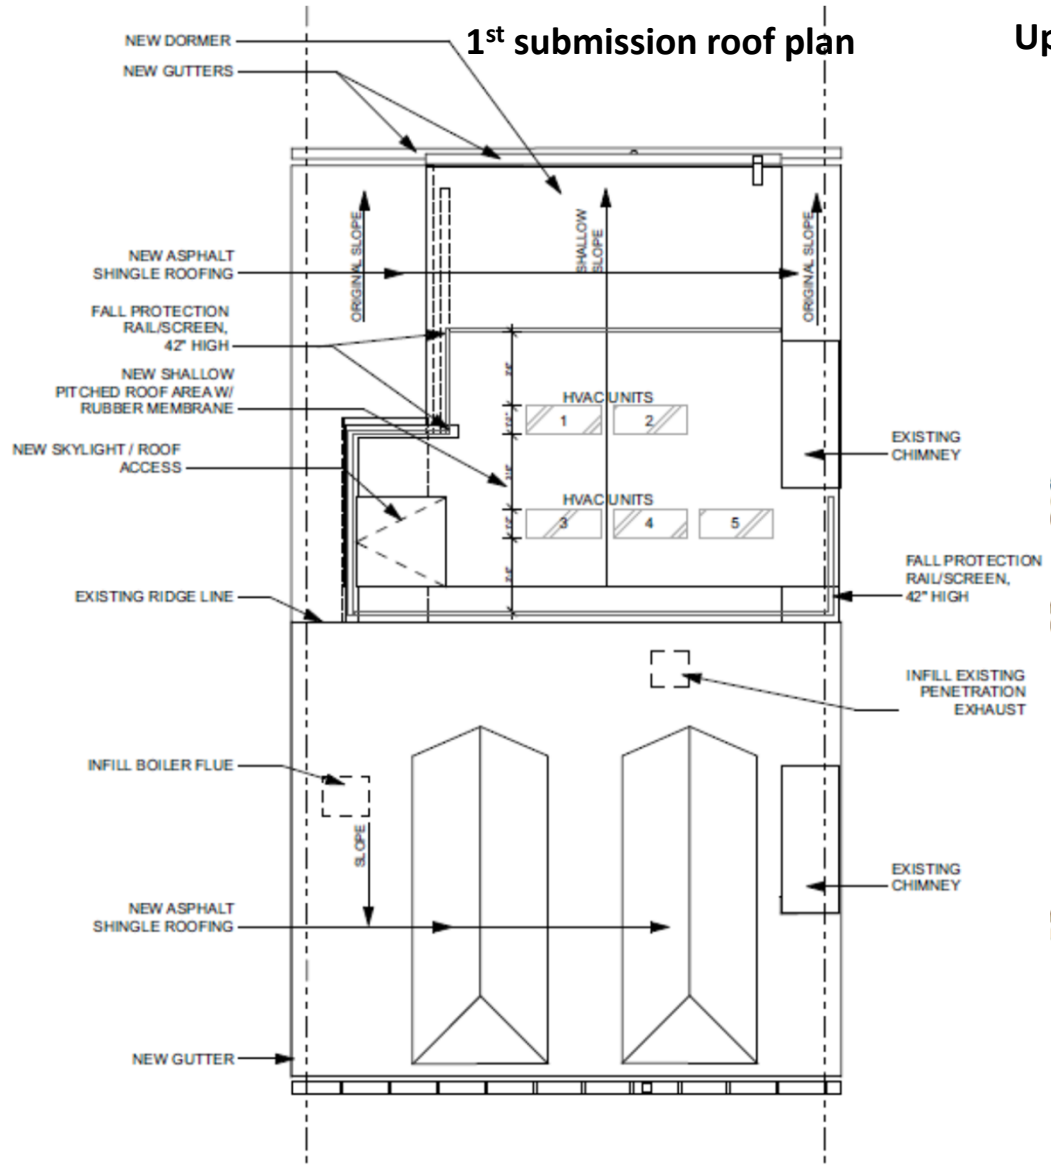 1st submission roof plan
Up
NEW DORMER
NEW GUTTERS
ORIGINAL SLOPE
SHALLOW
SLOPE
ORIGINAL SLOPE
NEW ASPHALT
SHINGLE ROOFING
FALL PROTECTION
RAIL/SCREEN,
42" HIGH
NEW SHALLOW
PITCHED ROOF AREA W/
RUBBER MEMBRANE
HVAC UNITS
1
2
NEW SKYLIGHT / ROOF
ACCESS
EXISTING
CHIMNEY
HVAC UNITS
3
4
5
FALL PROTECTION
RAIL/SCREEN,
42" HIGH
EXISTING RIDGE LINE
INFILL EXISTING
PENETRATION
EXHAUST
INFILL BOILER FLUE
SLOPE
EXISTING
CHIMNEY
NEW ASPHALT
SHINGLE ROOFING
NEW GUTTER